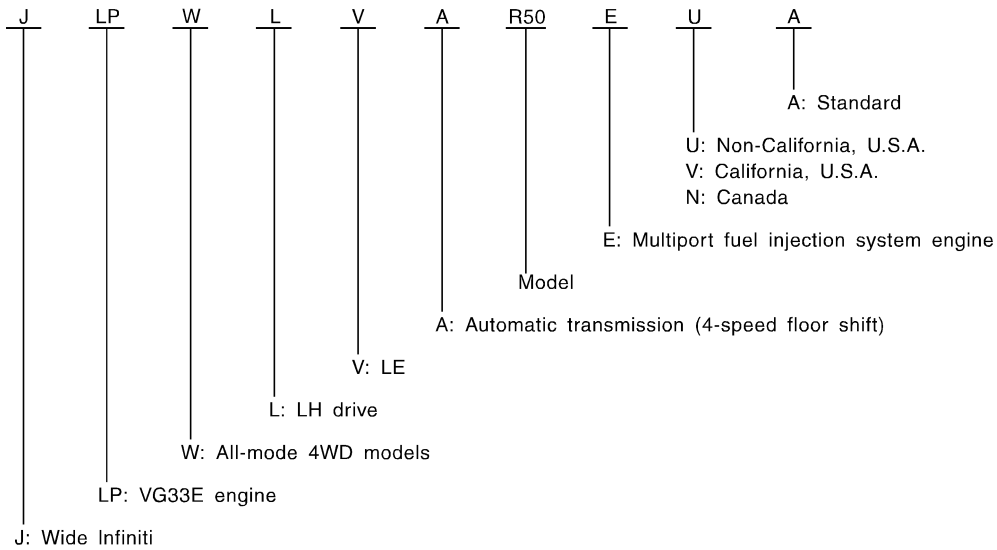 J LP W L V A R50 E U A
A: Standard
U: Non-California, U.S.A.
V: California, U.S.A.
N: Canada
E: Multiport fuel injection system engine
Model
A: Automatic transmission (4-speed floor shift)
V: LE
L: LH drive
W: All-mode 4WD models
LP: VG33E engine
J: Wide Infiniti